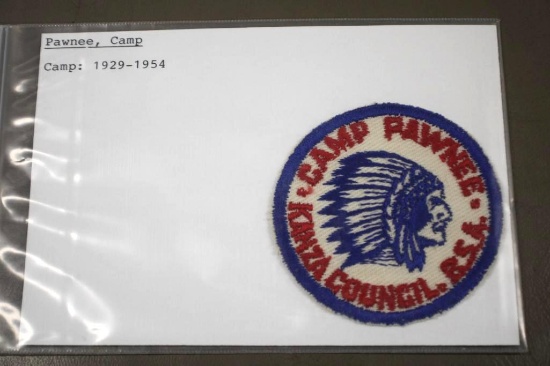 Pawnee, Camp
Camp: 1929-1954
· CAMP PAWNEE ·
KANZA COUNCIL, B.S.A.